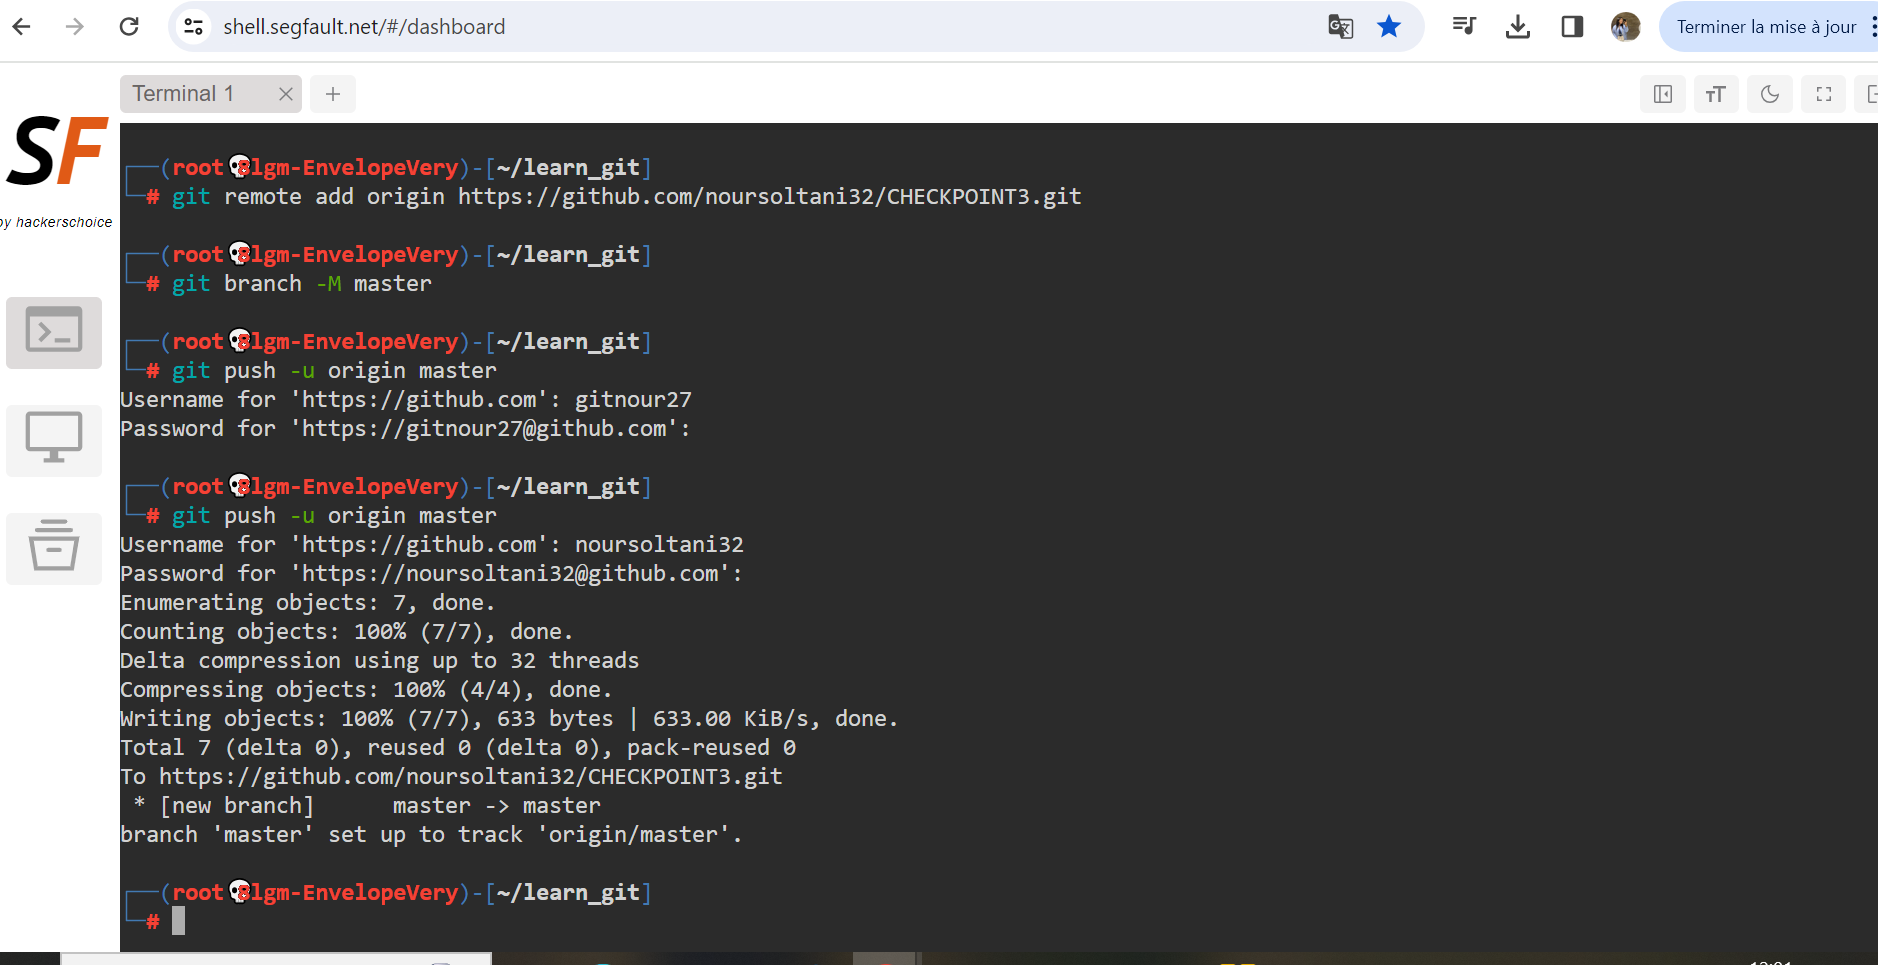 shell.segfault.net/#/dashboard
Terminer la mise à jour
Terminal 1
SF
by hackerschoice
(root💀lgm-EnvelopeVery)-[~/learn_git]
# git remote add origin https://github.com/noursoltani32/CHECKPOINT3.git
(root💀lgm-EnvelopeVery)-[~/learn_git]
# git branch -M master
(root💀lgm-EnvelopeVery)-[~/learn_git]
# git push -u origin master
Username for 'https://github.com': gitnour27
Password for 'https://gitnour27@github.com':
(root💀lgm-EnvelopeVery)-[~/learn_git]
# git push -u origin master
Username for 'https://github.com': noursoltani32
Password for 'https://noursoltani32@github.com':
Enumerating objects: 7, done.
Counting objects: 100% (7/7), done.
Delta compression using up to 32 threads
Compressing objects: 100% (4/4), done.
Writing objects: 100% (7/7), 633 bytes | 633.00 KiB/s, done.
Total 7 (delta 0), reused 0 (delta 0), pack-reused 0
To https://github.com/noursoltani32/CHECKPOINT3.git
* [new branch]      master -> master
branch 'master' set up to track 'origin/master'.
(root💀lgm-EnvelopeVery)-[~/learn_git]
#